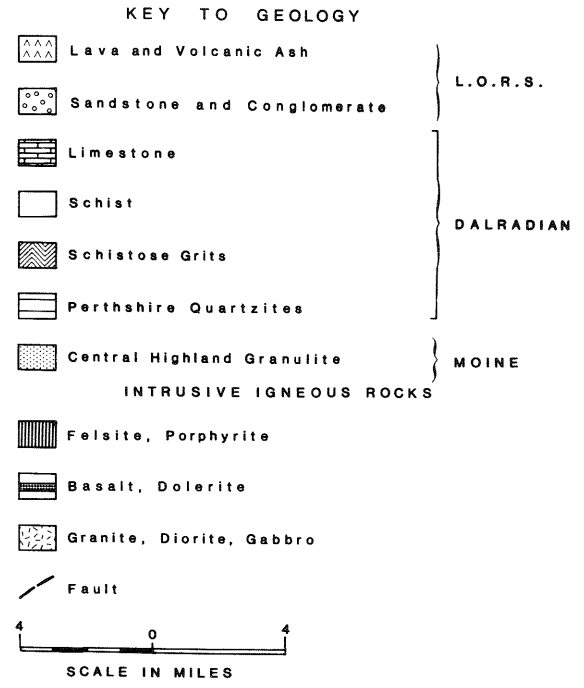 KEY TO GEOLOGY
Lava and Volcanic Ash
L.O.R.S.
Sandstone and Conglomerate
Limestone
Schist
DALRADIAN
Schistose Grits
Perthshire Quartzites
Central Highland Granulite
MOINE
INTRUSIVE IGNEOUS ROCKS
Felsite, Porphyrite
Basalt, Dolerite
Granite, Diorite, Gabbro
Fault
4 0 4
SCALE IN MILES